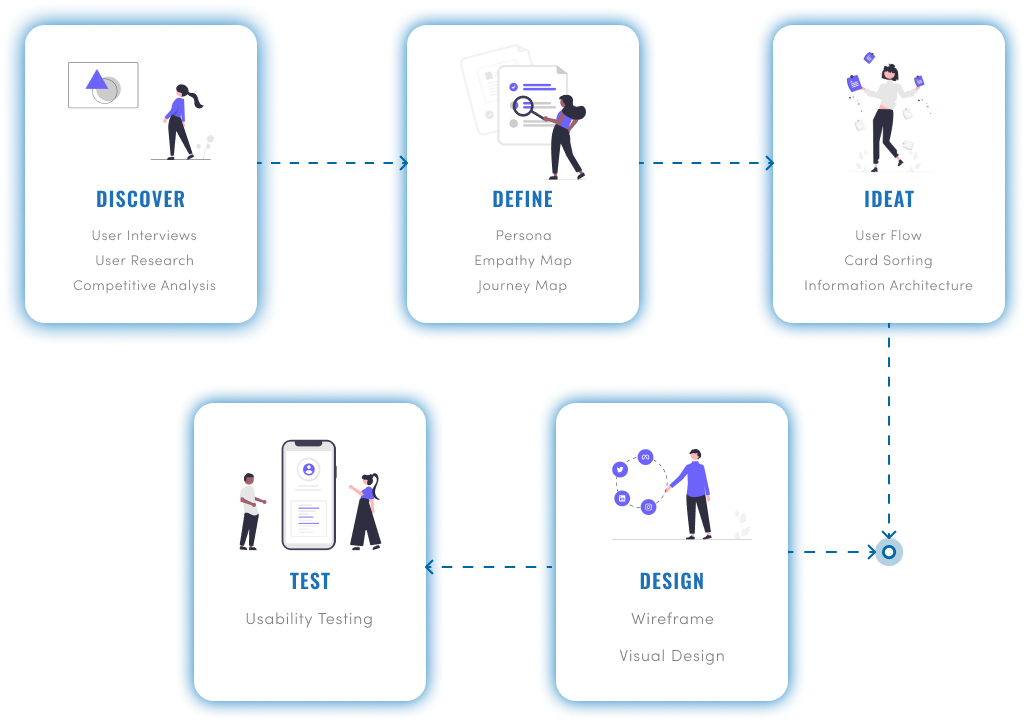 DISCOVER
User Interviews
User Research
Competitive Analysis
DEFINE
Persona
Empathy Map
Journey Map
IDEAT
User Flow
Card Sorting
Information Architecture
TEST
Usability Testing
DESIGN
Wireframe
Visual Design